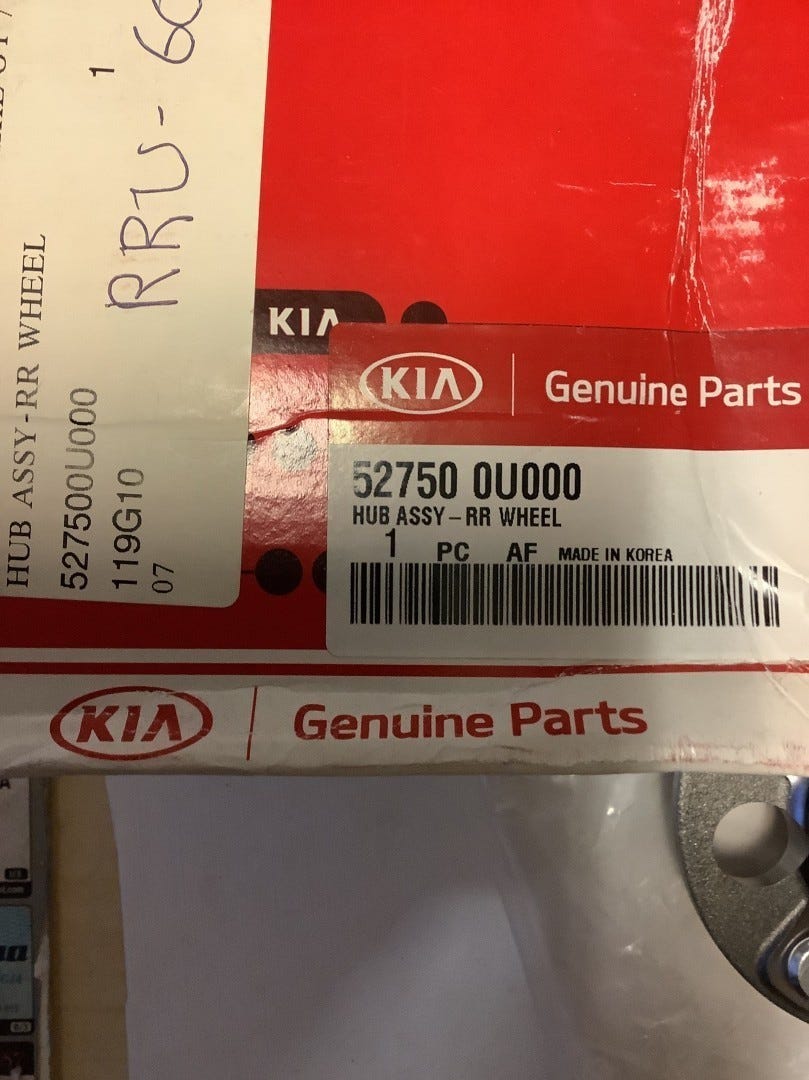 KIA
KIA Genuine Parts
52750 0U000
HUB ASSY-RR WHEEL
1 PC AF MADE IN KOREA
KIA Genuine Parts
HUB ASSY-RR WHEEL
527500U000
119G10
07
1
RRU-60